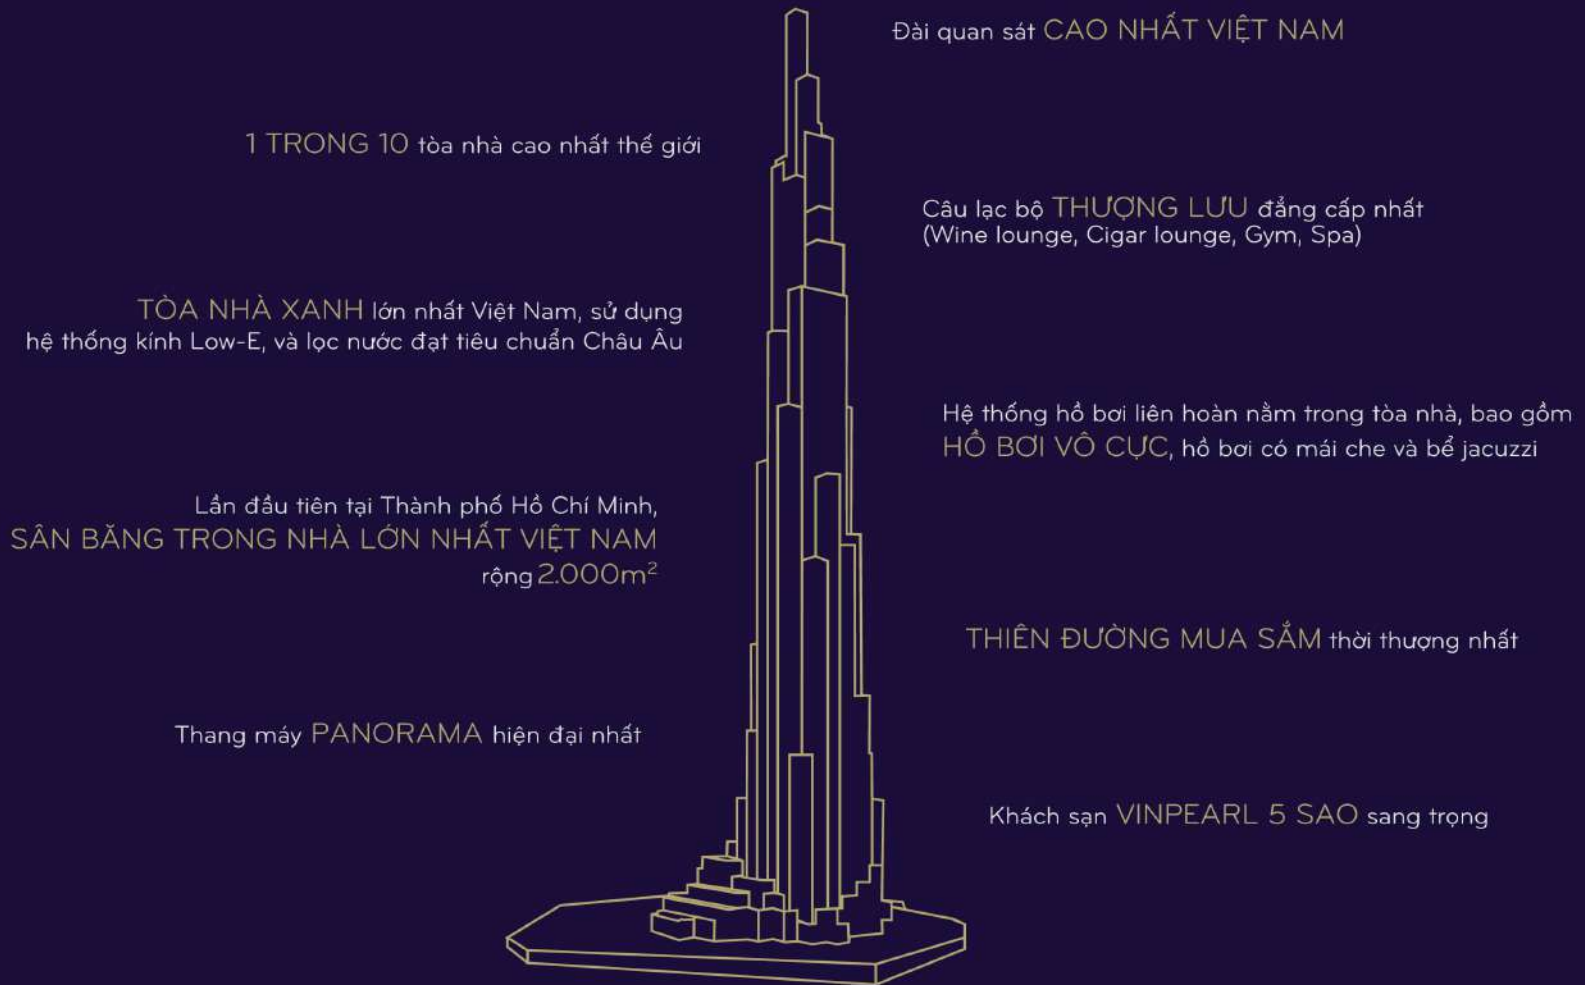 Đài quan sát CAO NHẤT VIỆT NAM
1 TRONG 10 tòa nhà cao nhất thế giới
Câu lạc bộ THƯỢNG LƯU đẳng cấp nhất
(Wine lounge, Cigar lounge, Gym, Spa)
TÒA NHÀ XANH lớn nhất Việt Nam, sử dụng
hệ thống kính Low-E, và lọc nước đạt tiêu chuẩn Châu Âu
Hệ thống hồ bơi liên hoàn nằm trong tòa nhà, bao gồm
HỒ BƠI VÔ CỰC, hồ bơi có mái che và bể jacuzzi
Lần đầu tiên tại Thành phố Hồ Chí Minh,
SÂN BĂNG TRONG NHÀ LỚN NHẤT VIỆT NAM
rộng 2.000m²
THIÊN ĐƯỜNG MUA SẮM thời thượng nhất
Thang máy PANORAMA hiện đại nhất
Khách sạn VINPEARL 5 SAO sang trọng